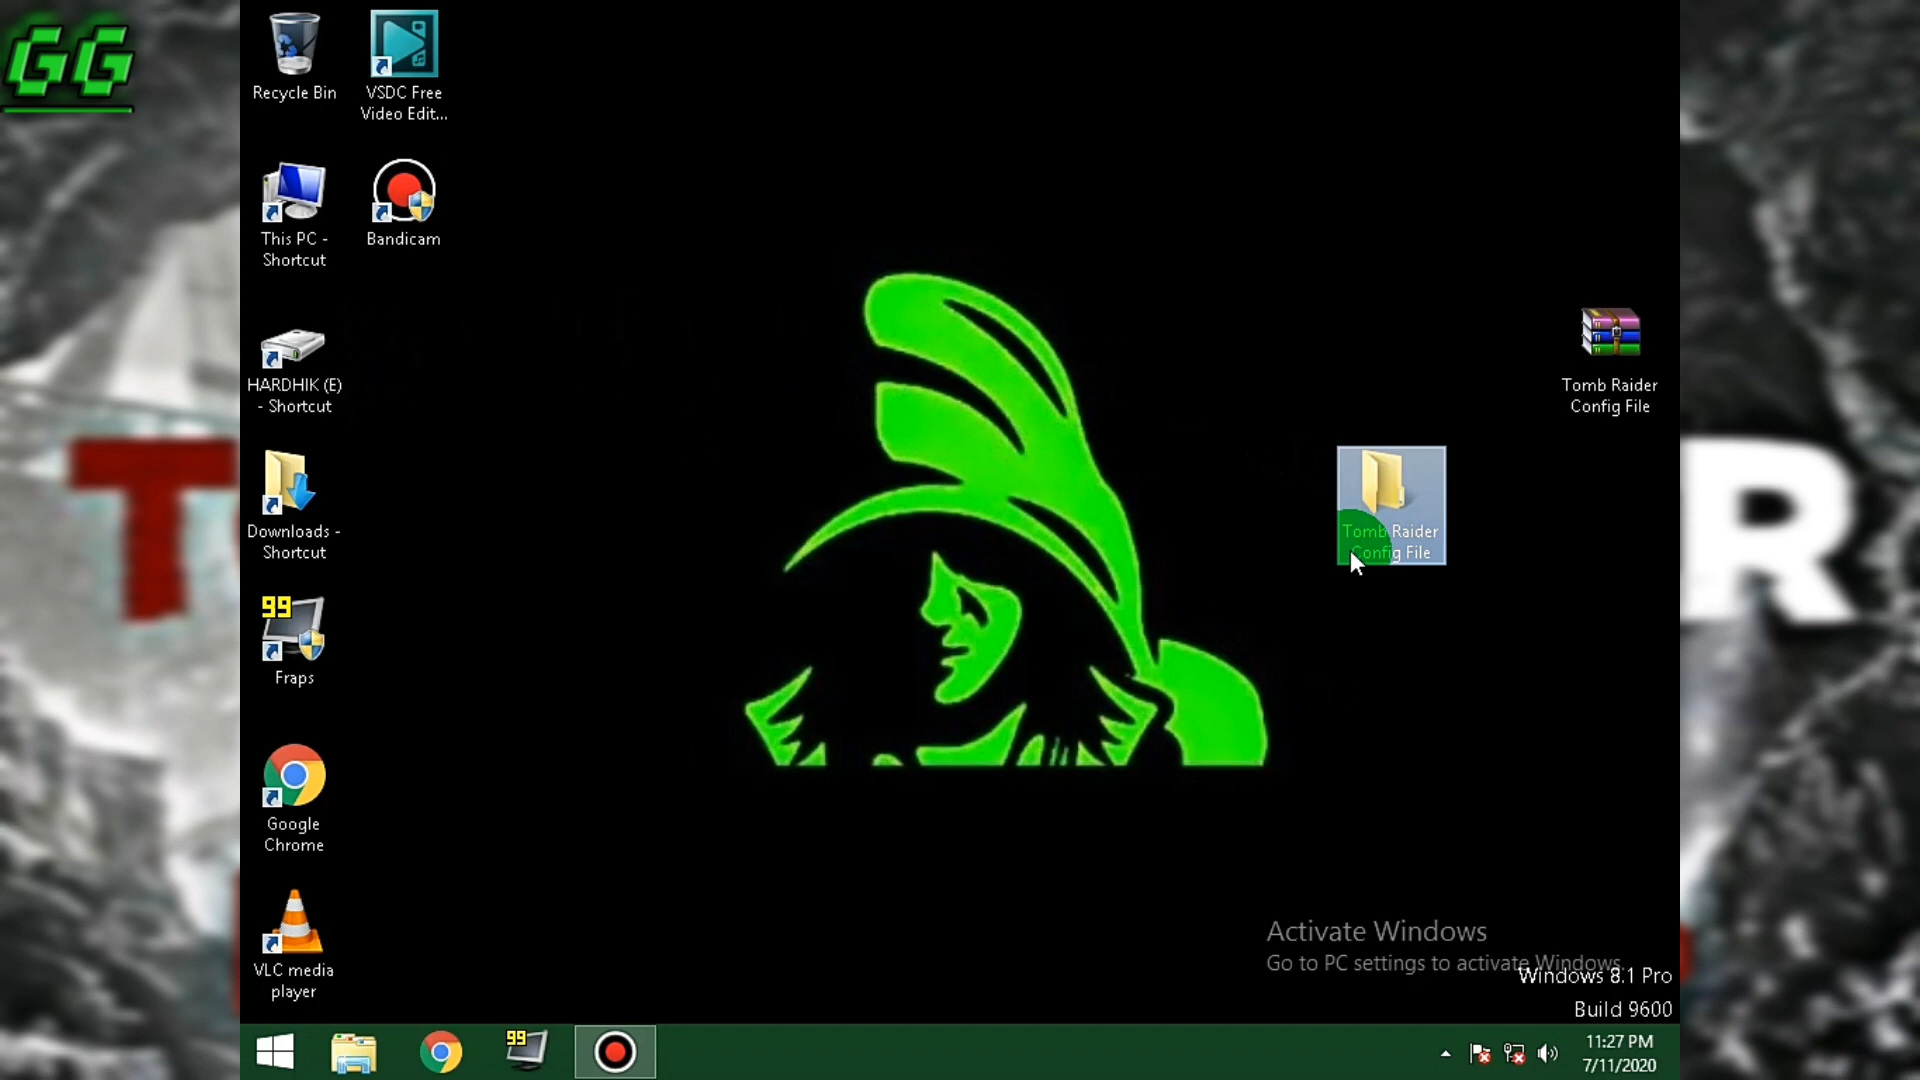 GG
Recycle Bin
VSDC Free
Video Edit...
This PC -
Shortcut
Bandicam
HARDHIK (E)
- Shortcut
Tomb Raider
Config File
Downloads -
Shortcut
Tomb Raider
Config File
99
Fraps
Google
Chrome
VLC media
player
Activate Windows
Go to PC settings to activate Windows.
Windows 8.1 Pro
Build 9600
99
11:27 PM
7/11/2020
T
R